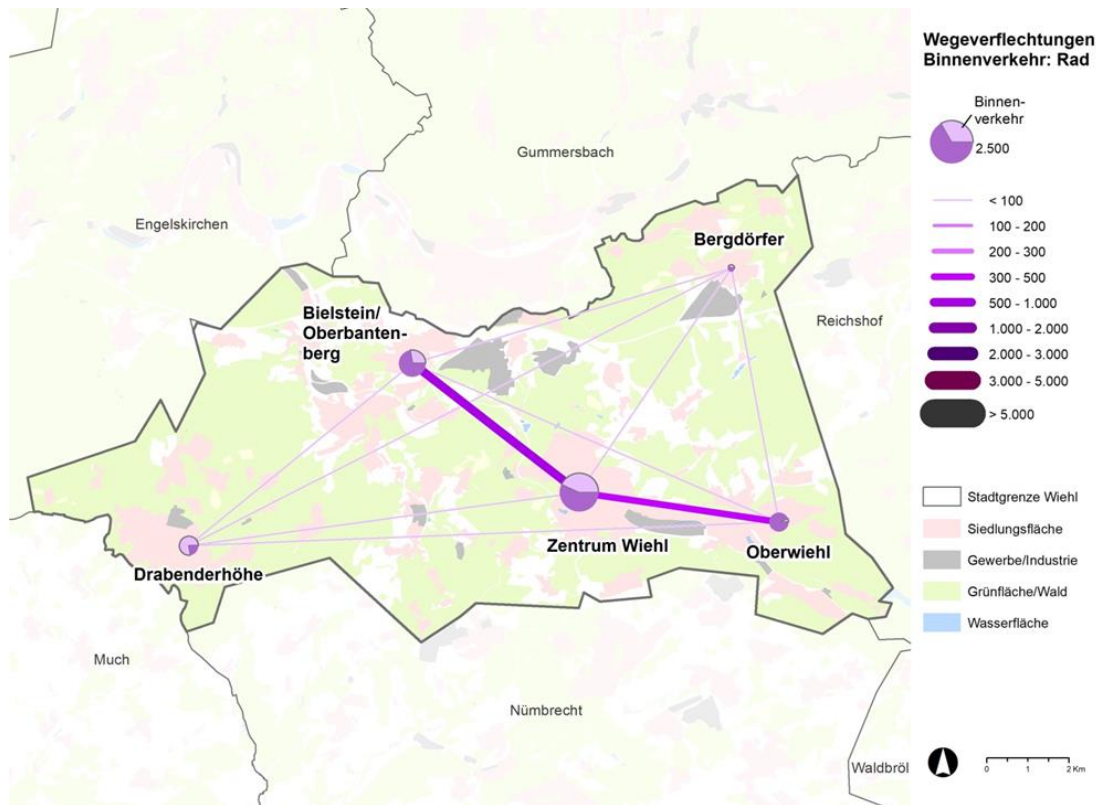 Wegeverflechtungen
Binnenverkehr: Rad
Binnen-
verkehr
2.500
< 100
100 - 200
200 - 300
300 - 500
500 - 1.000
1.000 - 2.000
2.000 - 3.000
3.000 - 5.000
> 5.000
Stadtgrenze Wiehl
Siedlungsfläche
Gewerbe/Industrie
Grünfläche/Wald
Wasserfläche
0 1 2 Km
Gummersbach
Engelskirchen
Bergdörfer
Reichshof
Bielstein/
Oberbanten-
berg
Zentrum Wiehl
Oberwiehl
Drabenderhöhe
Much
Nümbrecht
Waldbröl